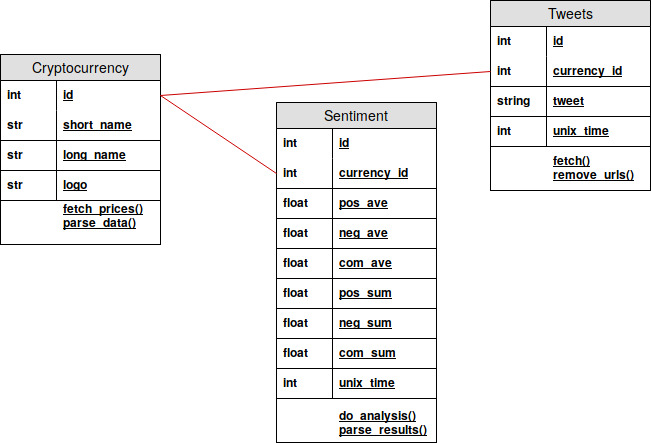 Cryptocurrency
int id
str short_name
str long_name
str logo
fetch_prices()
parse_data()
Sentiment
int id
int currency_id
float pos_ave
float neg_ave
float com_ave
float pos_sum
float neg_sum
float com_sum
int unix_time
do_analysis()
parse_results()
Tweets
int id
int currency_id
string tweet
int unix_time
fetch()
remove_urls()